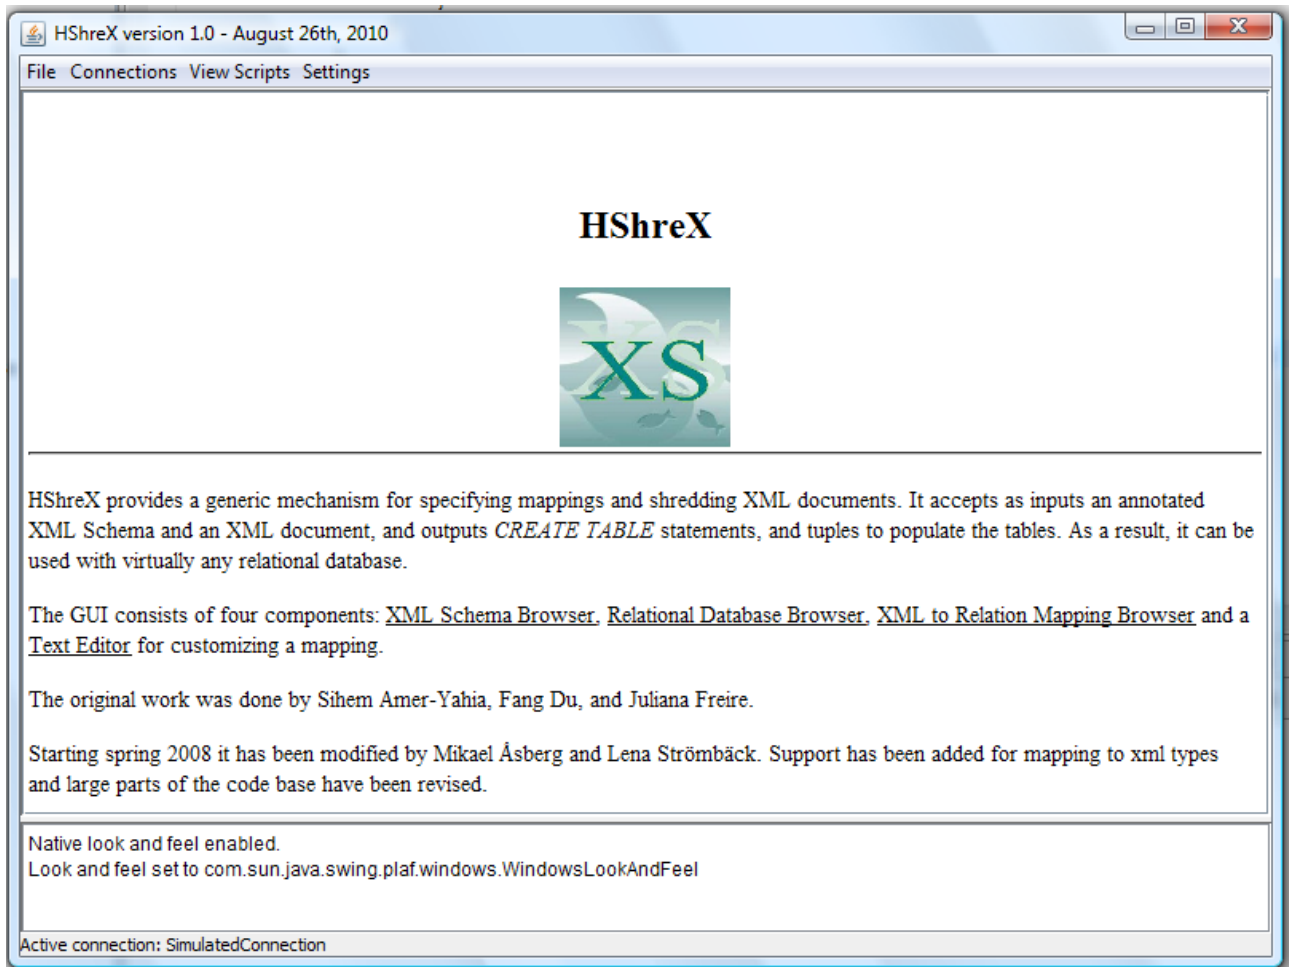 HShreX version 1.0 - August 26th, 2010
File Connections View Scripts Settings
HShreX
XS
HShreX provides a generic mechanism for specifying mappings and shredding XML documents. It accepts as inputs an annotated
XML Schema and an XML document, and outputs CREATE TABLE statements, and tuples to populate the tables. As a result, it can be
used with virtually any relational database.
The GUI consists of four components: XML Schema Browser, Relational Database Browser, XML to Relation Mapping Browser and a
Text Editor for customizing a mapping.
The original work was done by Sihem Amer-Yahia, Fang Du, and Juliana Freire.
Starting spring 2008 it has been modified by Mikael Åsberg and Lena Strömbäck. Support has been added for mapping to xml types
and large parts of the code base have been revised.
Native look and feel enabled.
Look and feel set to com.sun.java.swing.plaf.windows.WindowsLookAndFeel
Active connection: SimulatedConnection